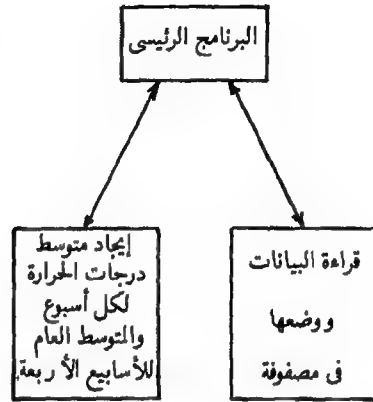 البرنامج الرئيسى
قراءة البيانات
ووضعها
فى مصفوفة
إيجاد متوسط
درجات الحرارة
لكل أسبوع
والمتوسط العام
للأسابيع الأربعة.